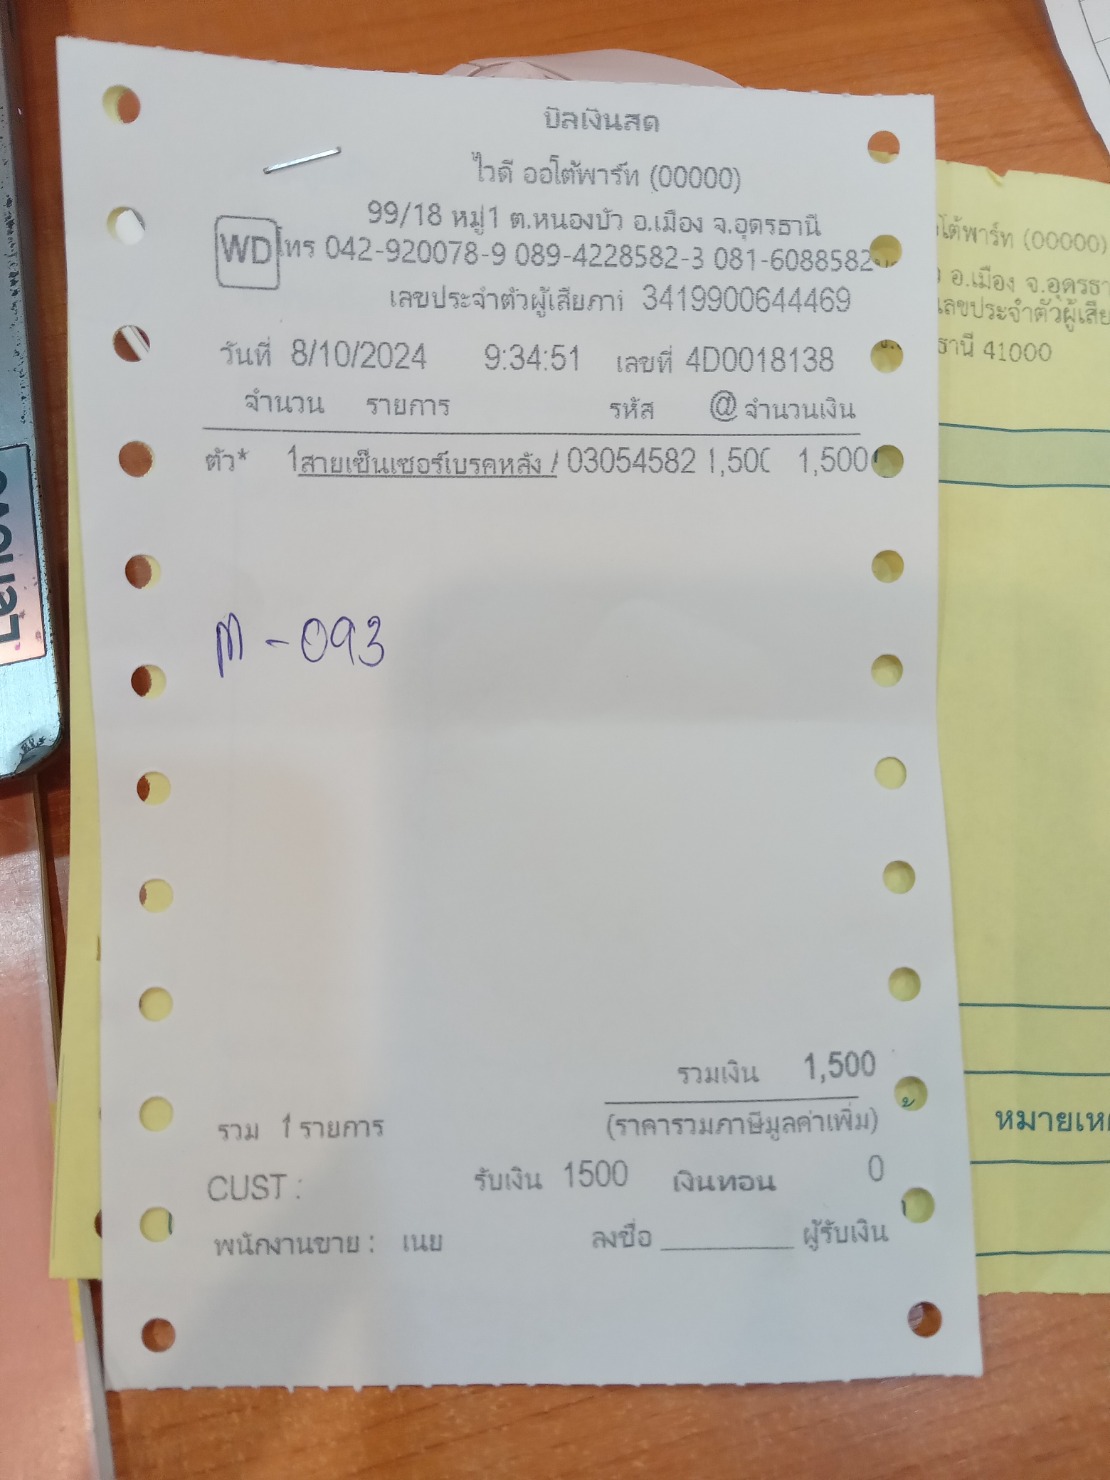 บิลเงินสด
ไวดี ออโต้พาร์ท (00000)
99/18 หมู่1 ต.หนองบัว อ.เมือง จ.อุดรธานี
WD โทร 042-920078-9 089-4228582-3 081-6088582
เลขประจำตัวผู้เสียภาษี 3419900644469
วันที่ 8/10/2024 9:34:51 เลขที่ 4D0018138
จำนวน รายการ รหัส @ จำนวนเงิน
ตัว* 1 สายเซ็นเซอร์เบรคหลัง / 03054582 1,500 1,500
ต - 093
รวมเงิน 1,500
รวม 1 รายการ (ราคารวมภาษีมูลค่าเพิ่ม)
CUST : รับเงิน 1500 เงินทอน 0
พนักงานขาย : เนย ลงชื่อ __________ ผู้รับเงิน
โต้พาร์ท (00000)
อ.เมือง จ.อุดรธา
เลขประจำตัวผู้เสีย
ธานี 41000
หมายเห
Lenovo